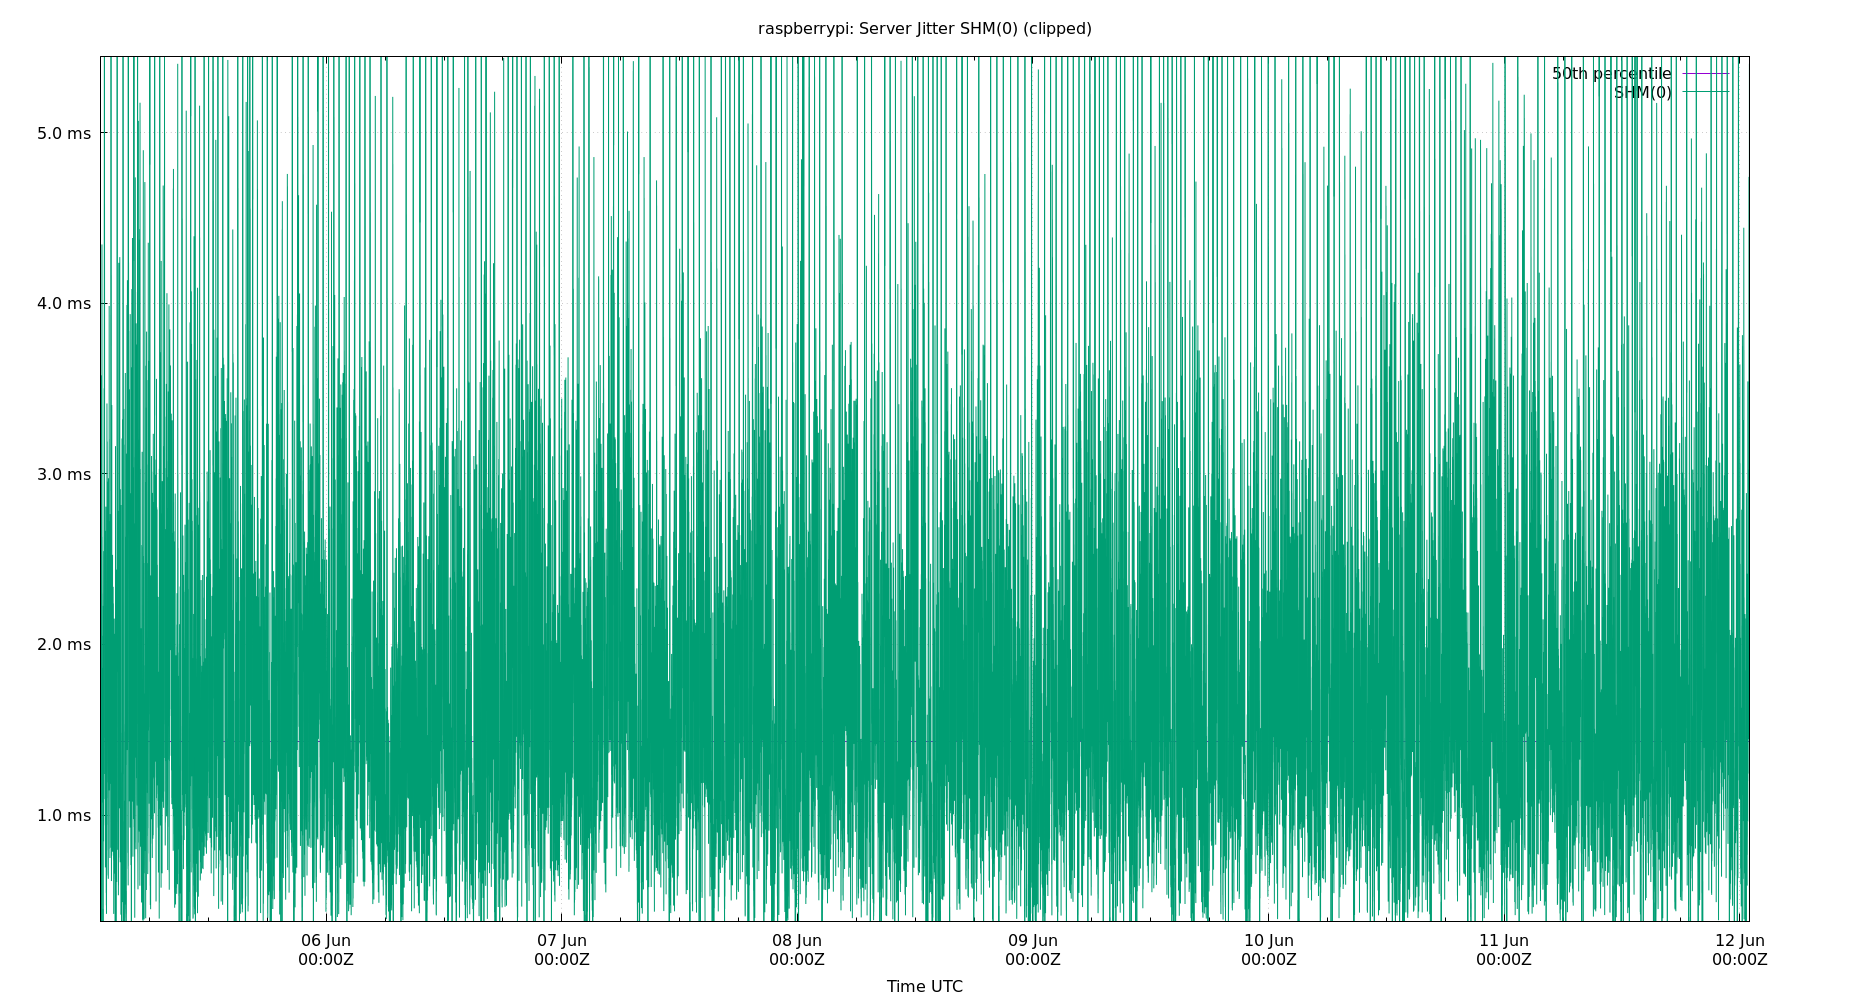 raspberrypi: Server Jitter SHM(0) (clipped)
50th percentile
SHM(0)
5.0 ms
4.0 ms
3.0 ms
2.0 ms
1.0 ms
06 Jun 07 Jun 08 Jun 09 Jun 10 Jun 11 Jun 12 Jun
00:00Z 00:00Z 00:00Z 00:00Z 00:00Z 00:00Z 00:00Z
Time UTC